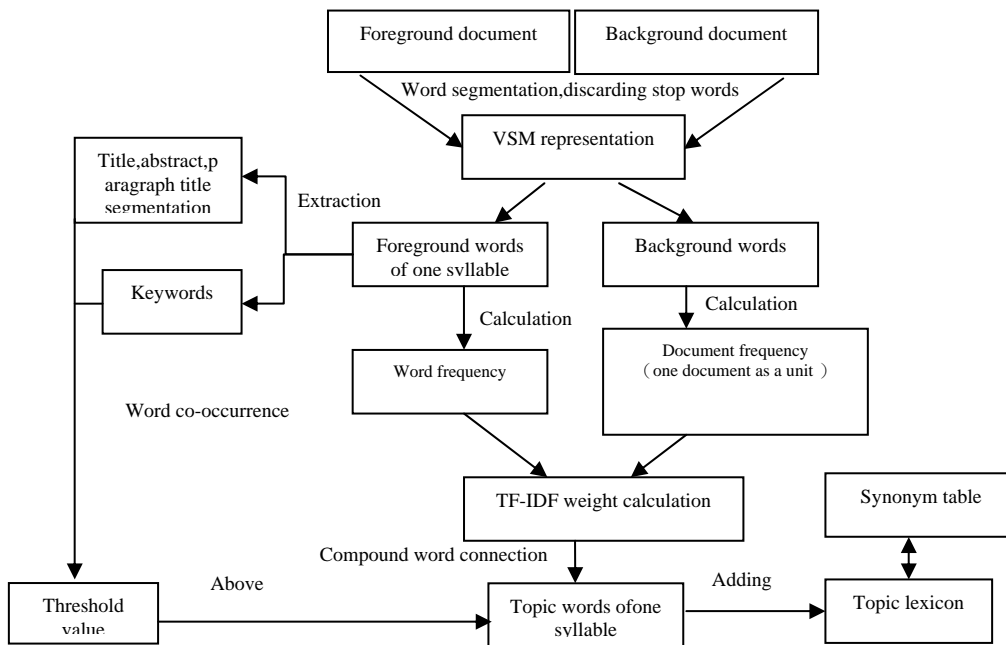 Foreground document
Background document
Word segmentation,discarding stop words
VSM representation
Title,abstract,p
aragraph title
segmentation
Extraction
Foreground words
of one syllable
Background words
Keywords
Calculation
Calculation
Word frequency
Document frequency
（one document as a unit ）
Word co-occurrence
TF-IDF weight calculation
Synonym table
Compound word connection
Above
Adding
Threshold
value
Topic words ofone
syllable
Topic lexicon